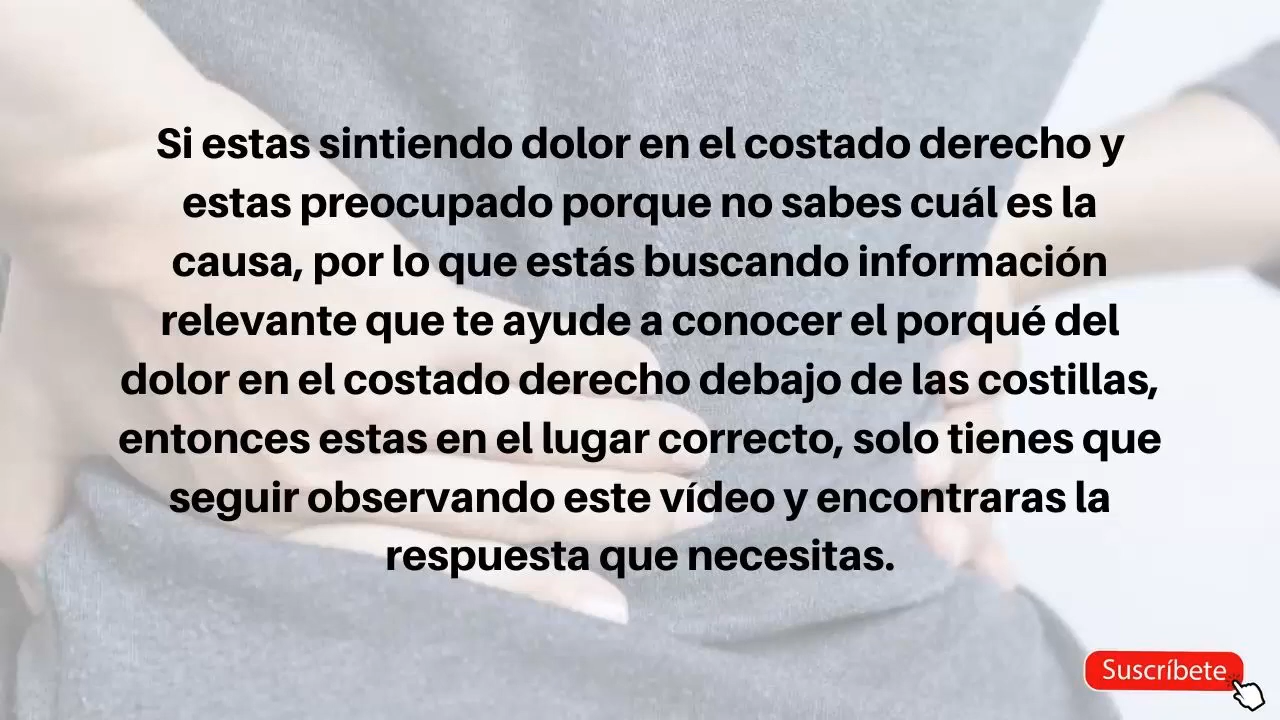 Si estas sintiendo dolor en el costado derecho y
estas preocupado porque no sabes cuál es la
causa, por lo que estás buscando información
relevante que te ayude a conocer el porqué del
dolor en el costado derecho debajo de las costillas,
entonces estas en el lugar correcto, solo tienes que
seguir observando este vídeo y encontraras la
respuesta que necesitas.
Suscríbete